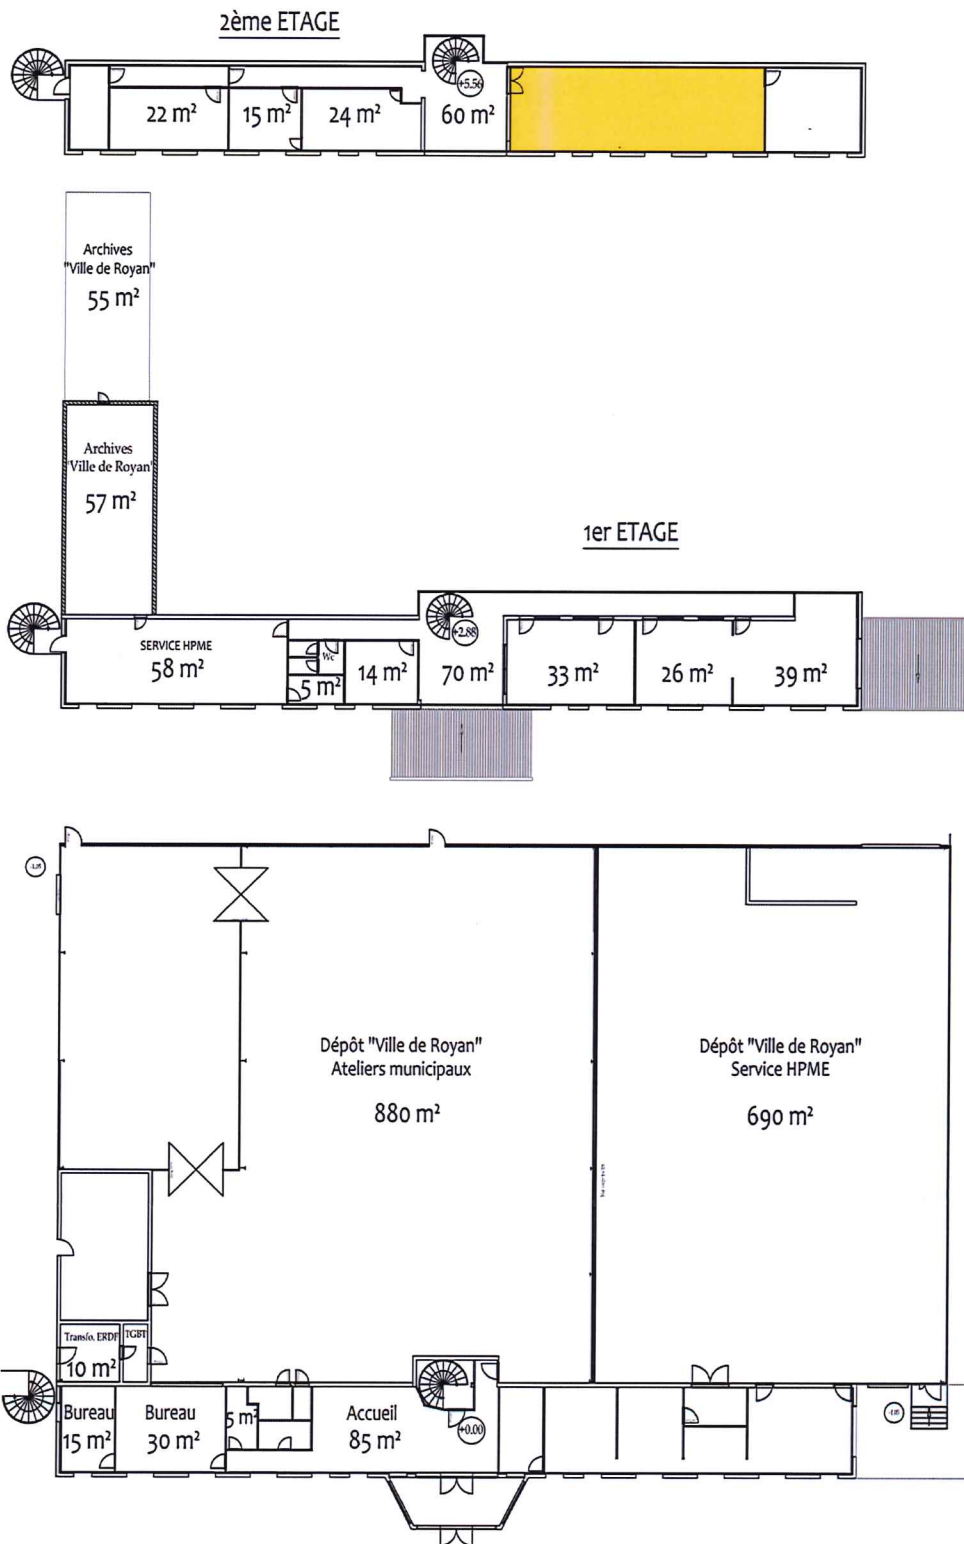 2ème ETAGE
+5.56
22 m²
15 m²
24 m²
60 m²
Archives
"Ville de Royan"
55 m²
Archives
'Ville de Royan'
57 m²
1er ETAGE
+2.88
SERVICE HPME
58 m²
Wc
5 m²
14 m²
70 m²
33 m²
26 m²
39 m²
Dépôt "Ville de Royan"
Ateliers municipaux
880 m²
Dépôt "Ville de Royan"
Service HPME
690 m²
Transfo. ERDF
TGBT
10 m²
Bureau
15 m²
Bureau
30 m²
5 m²
Accueil
85 m²
+0.00